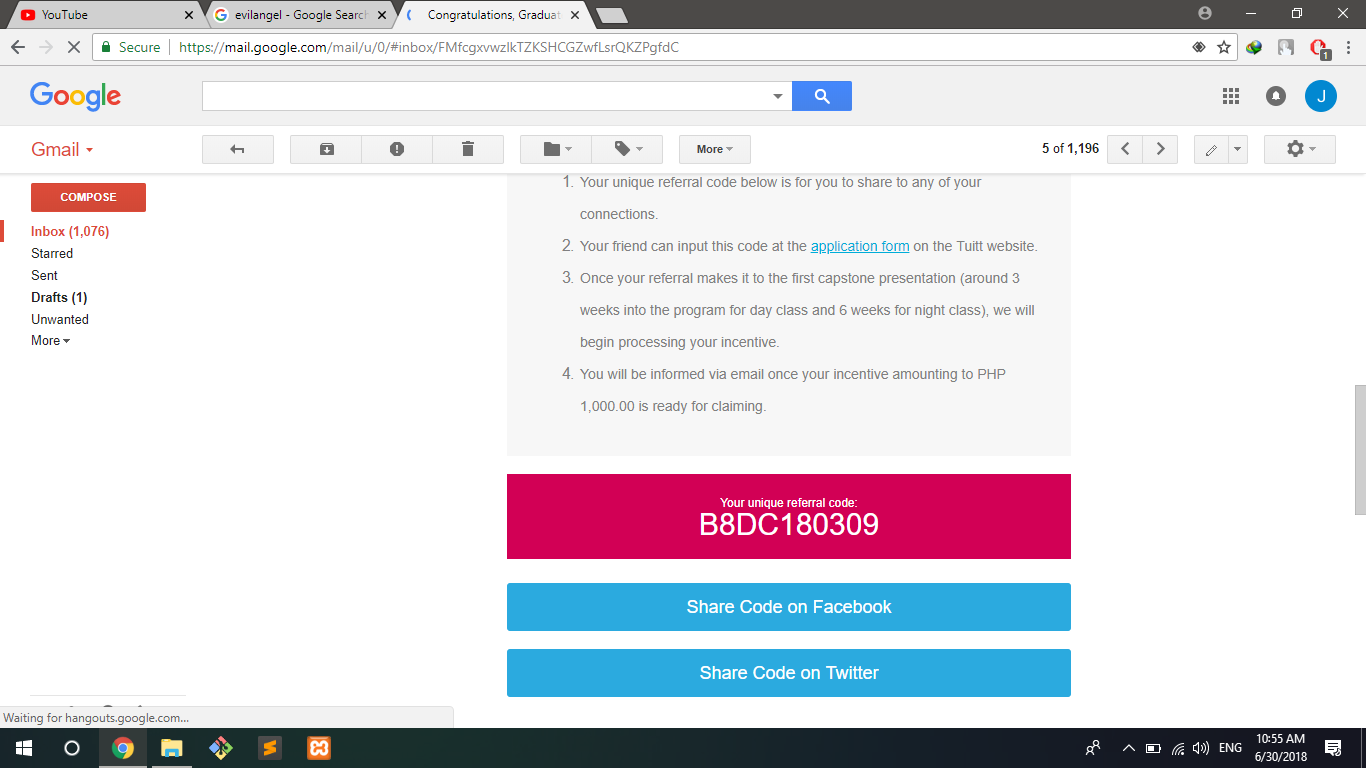 YouTube
evilangel - Google Search
Congratulations, Graduat
Secure
https://mail.google.com/mail/u/0/#inbox/FMfcgxvwzlkTZKSHCGZwfLsrQKZPgfdC
1
Google
J
Gmail
More
5 of 1,196
COMPOSE
Inbox (1,076)
Starred
Sent
Drafts (1)
Unwanted
More
1. Your unique referral code below is for you to share to any of your
connections.
2. Your friend can input this code at the application form on the Tuitt website.
3. Once your referral makes it to the first capstone presentation (around 3
weeks into the program for day class and 6 weeks for night class), we will
begin processing your incentive.
4. You will be informed via email once your incentive amounting to PHP
1,000.00 is ready for claiming.
Your unique referral code:
B8DC180309
Share Code on Facebook
Share Code on Twitter
Waiting for hangouts.google.com...
ENG
10:55 AM
6/30/2018